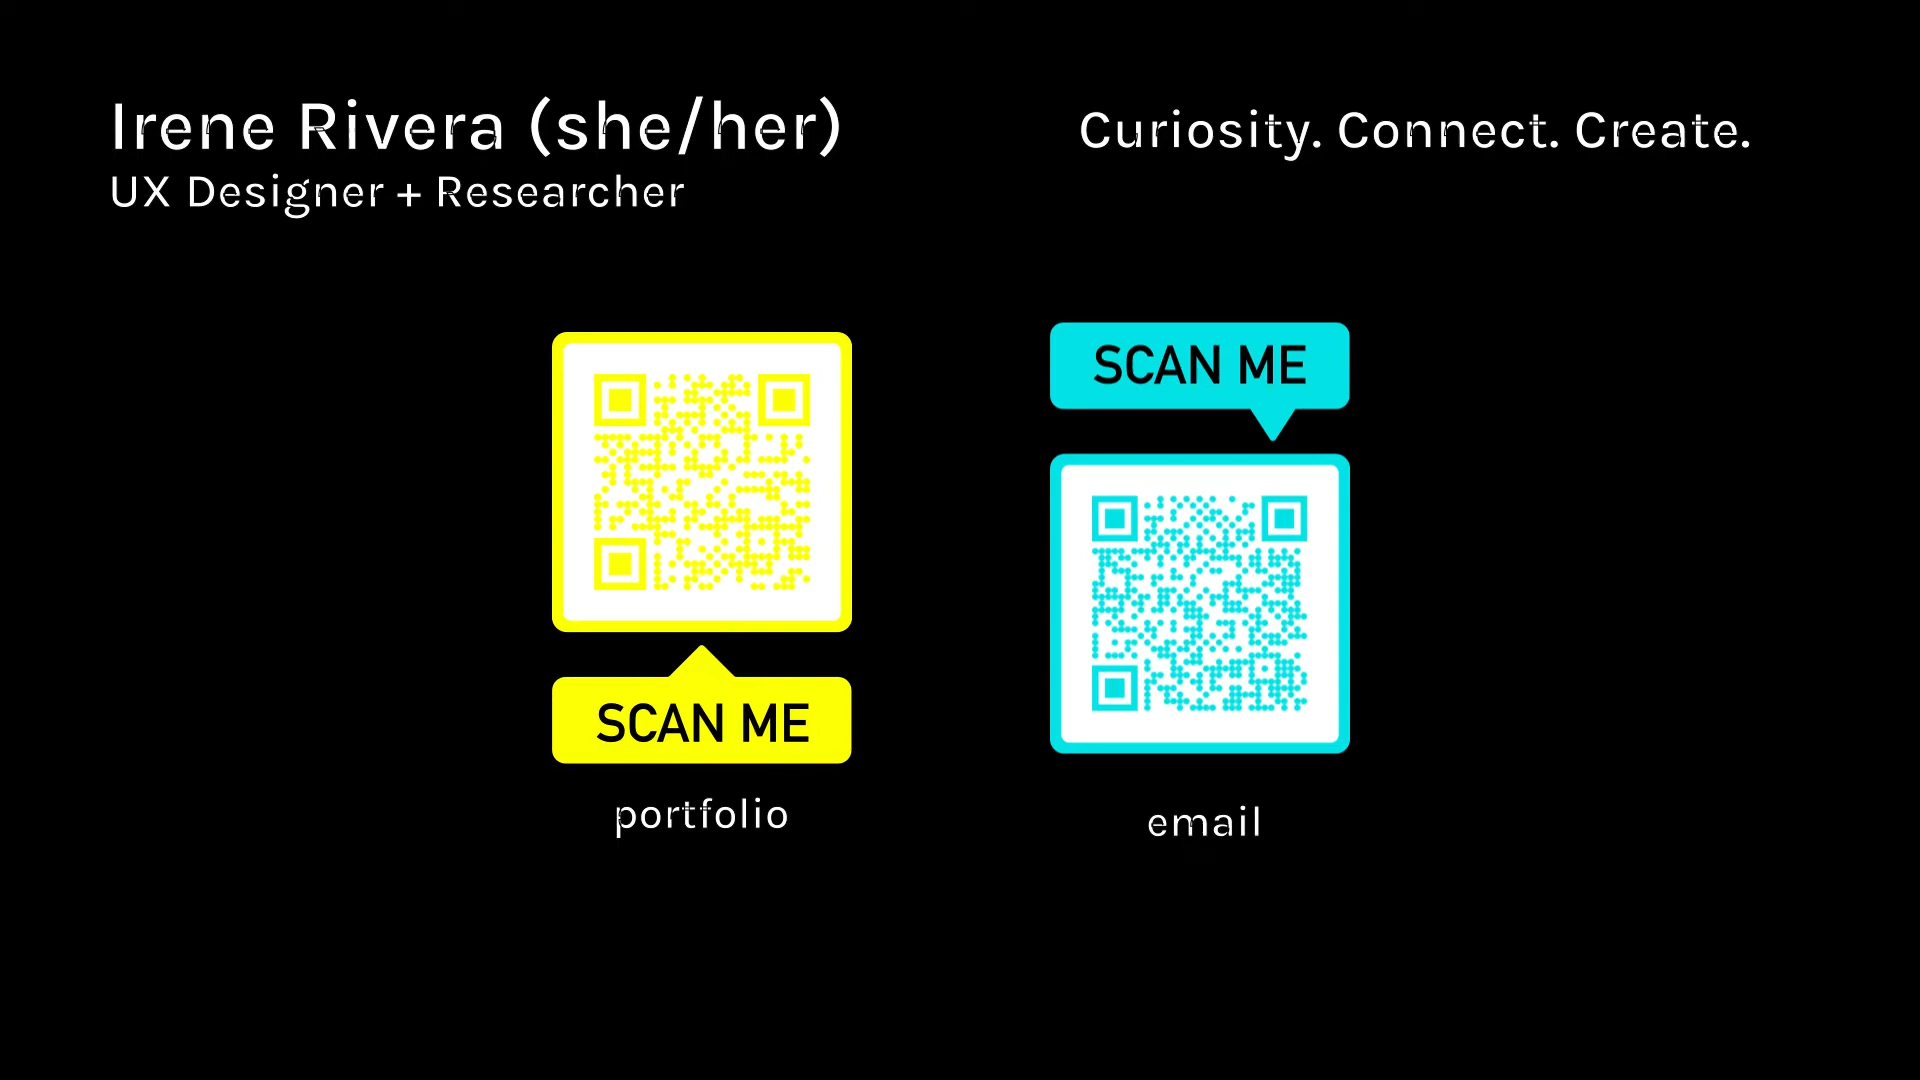 Irene Rivera (she/her)
UX Designer + Researcher
Curiosity. Connect. Create.
SCAN ME
portfolio
SCAN ME
email